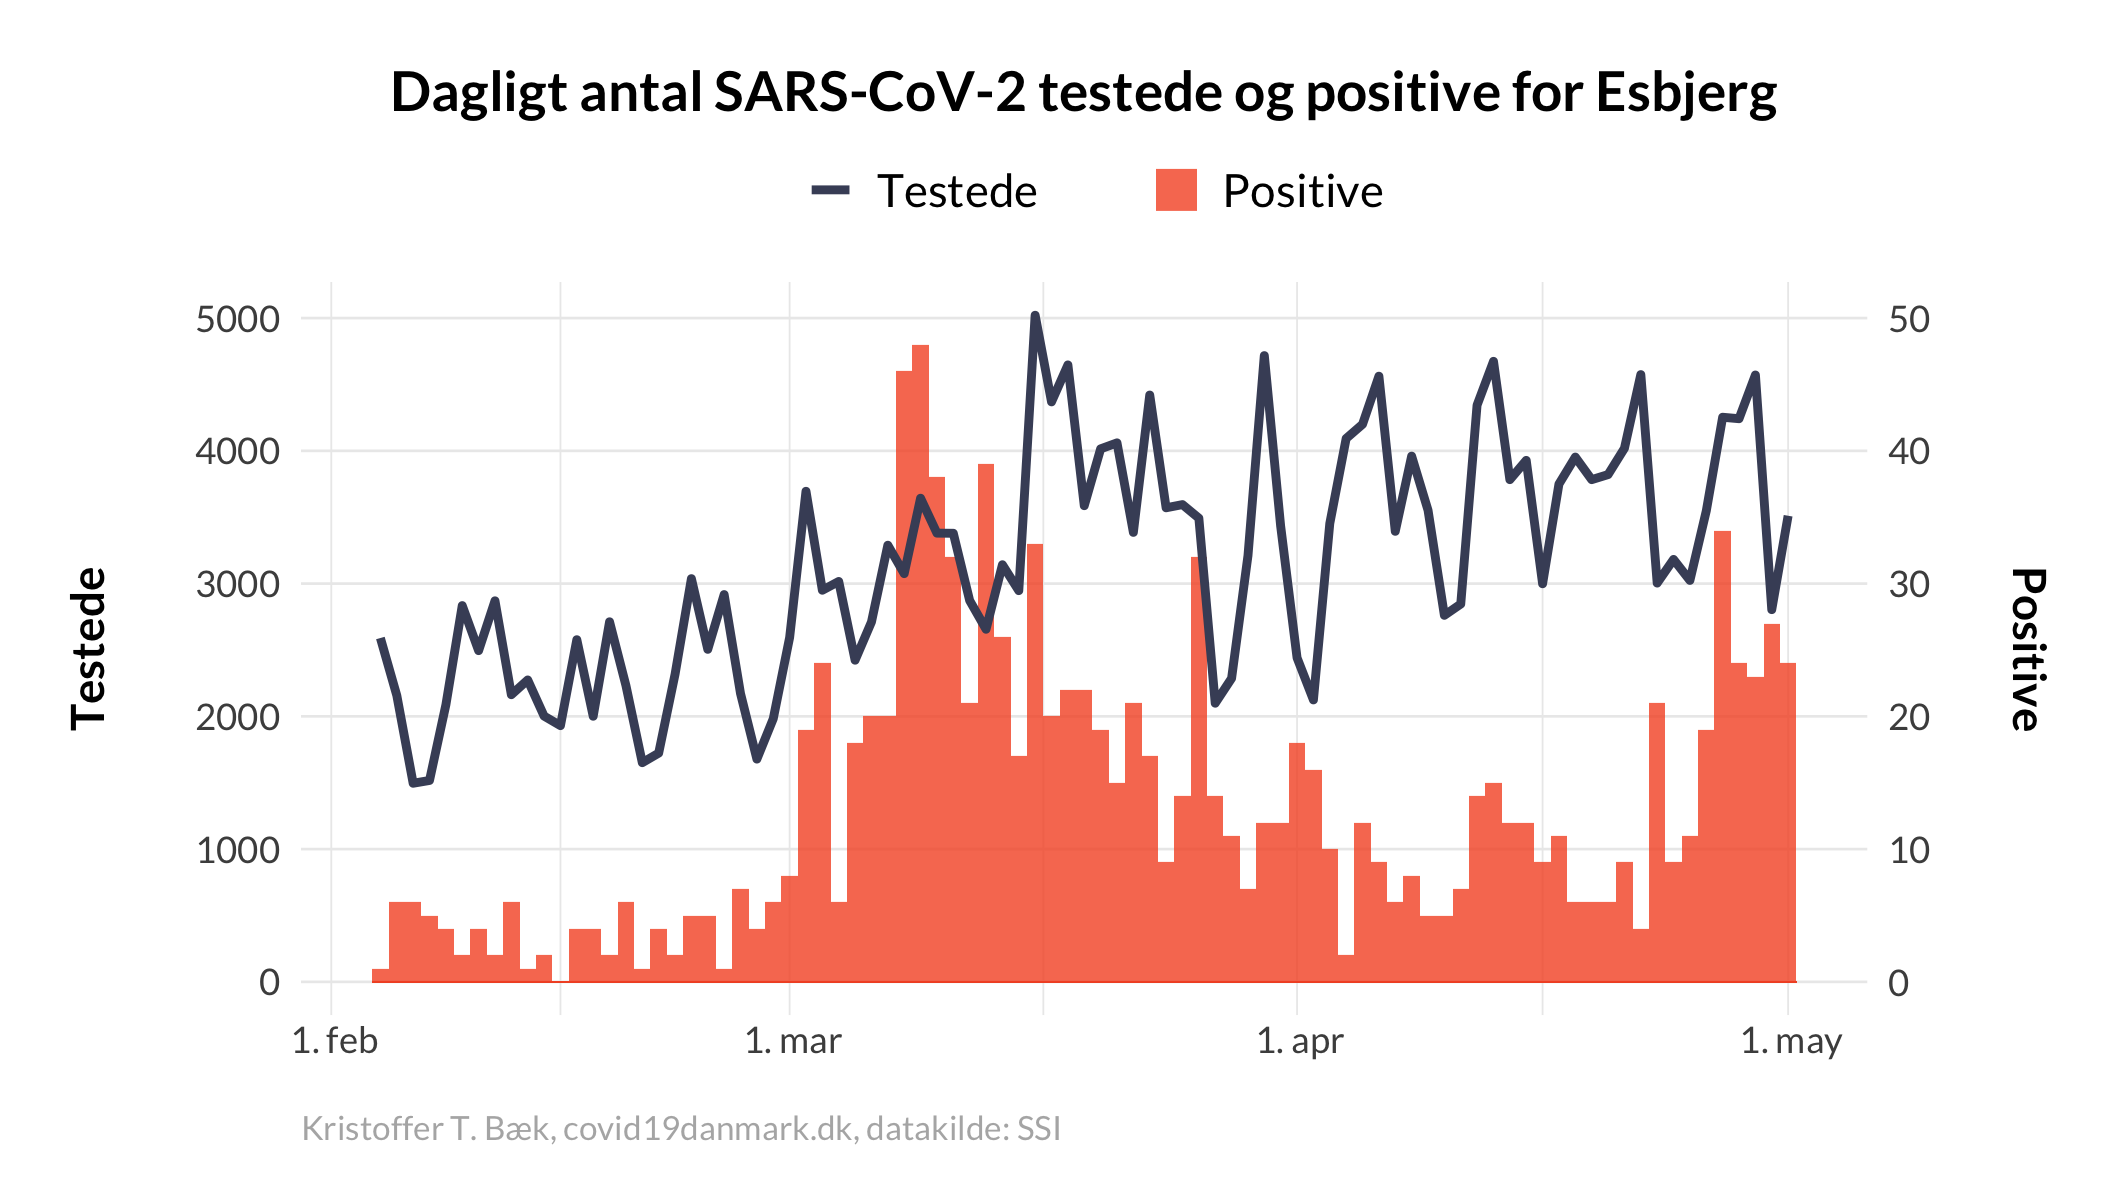 Dagligt antal SARS-CoV-2 testede og positive for Esbjerg
Testede Positive
5000 50
4000 40
3000 30
2000 20
1000 10
0 0
Testede
Positive
1. feb 1. mar 1. apr 1. may
Kristoffer T. Bæk, covid19danmark.dk, datakilde: SSI